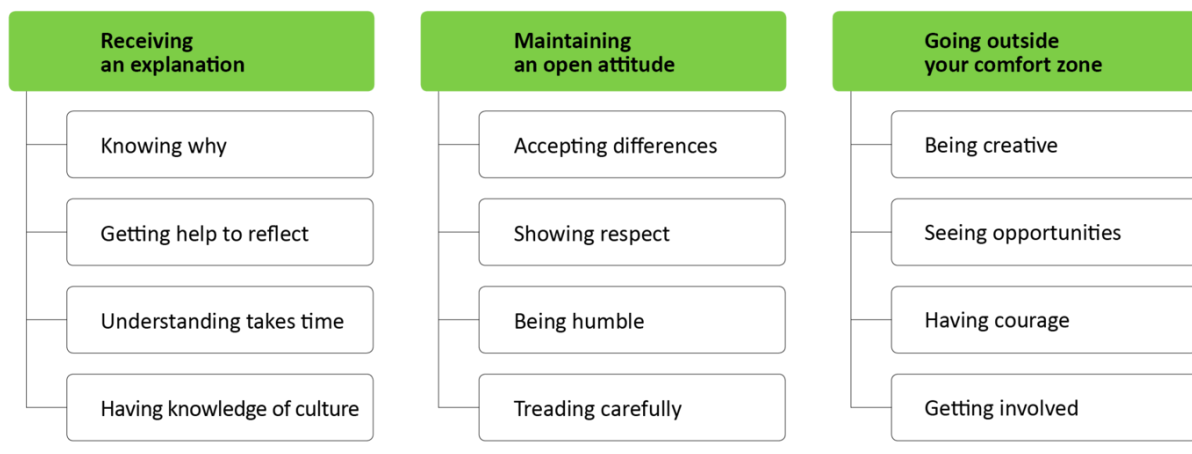 Receiving
an explanation
Knowing why
Getting help to reflect
Understanding takes time
Having knowledge of culture
Maintaining
an open attitude
Accepting differences
Showing respect
Being humble
Treading carefully
Going outside
your comfort zone
Being creative
Seeing opportunities
Having courage
Getting involved